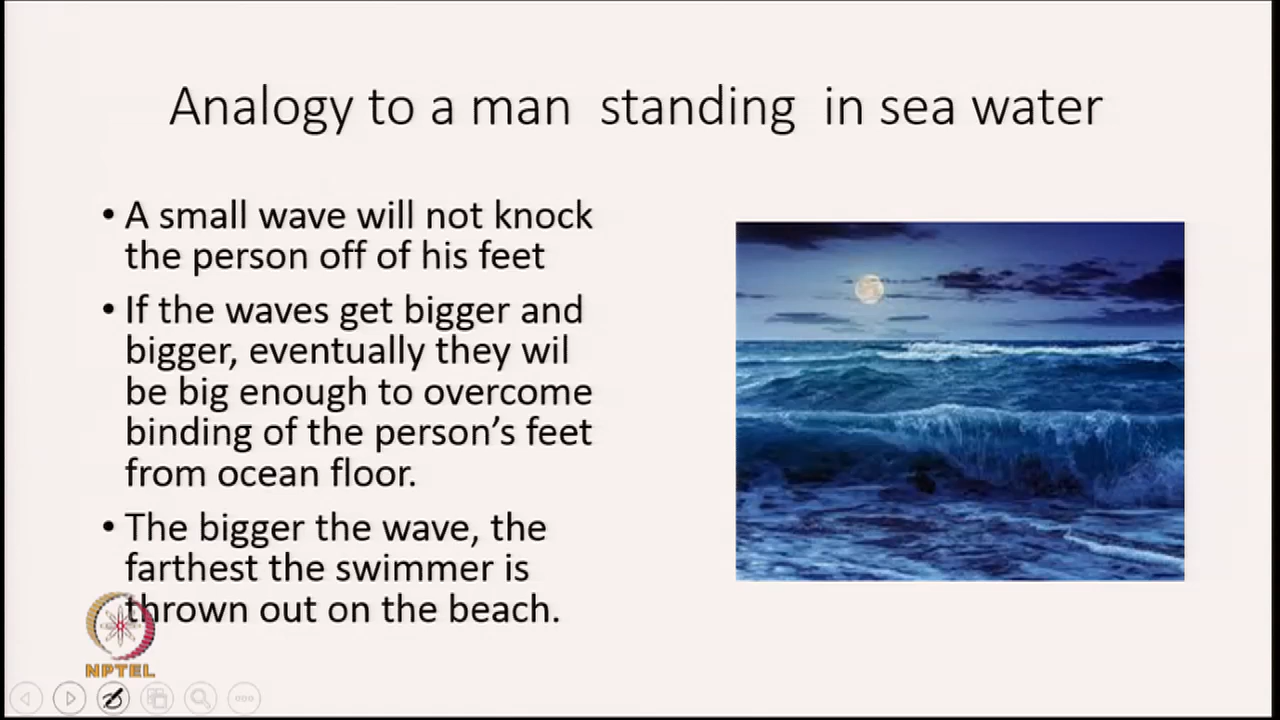 Analogy to a man standing in sea water
• A small wave will not knock
the person off of his feet
• If the waves get bigger and
bigger, eventually they wil
be big enough to overcome
binding of the person’s feet
from ocean floor.
• The bigger the wave, the
farthest the swimmer is
thrown out on the beach.
NPTEL